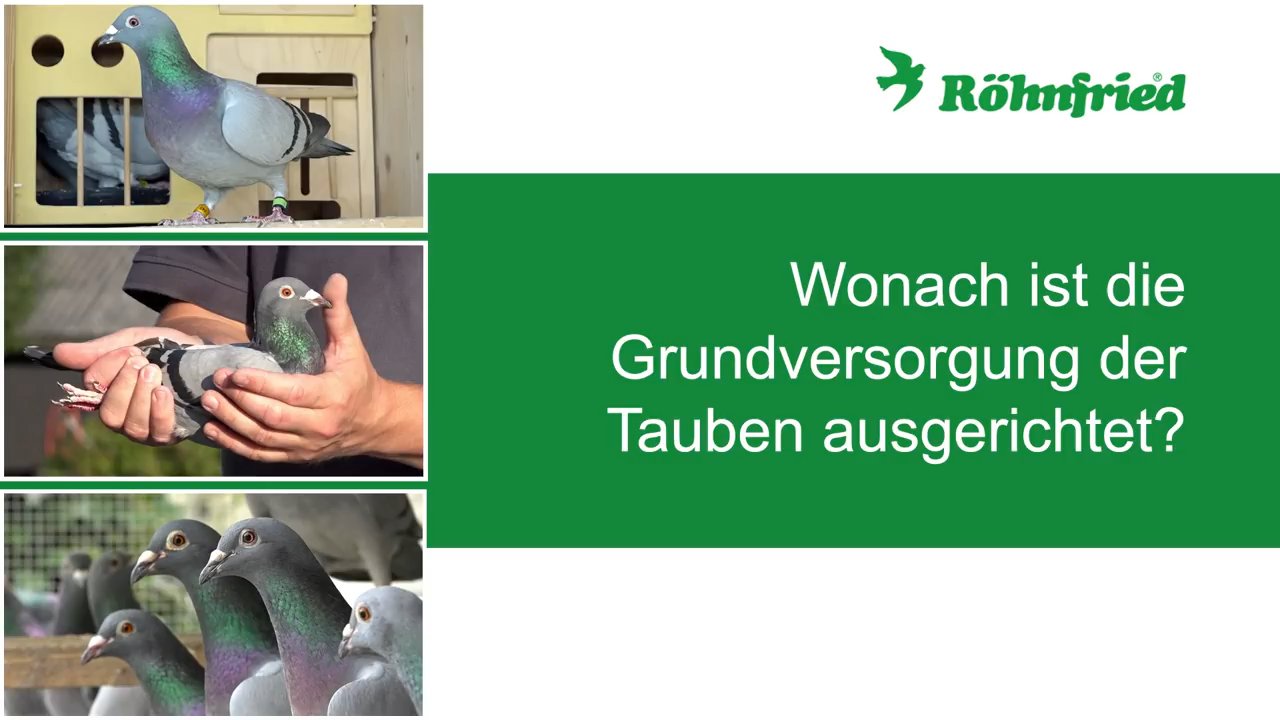 Röhnfried®
Wonach ist die
Grundversorgung der
Tauben ausgerichtet?